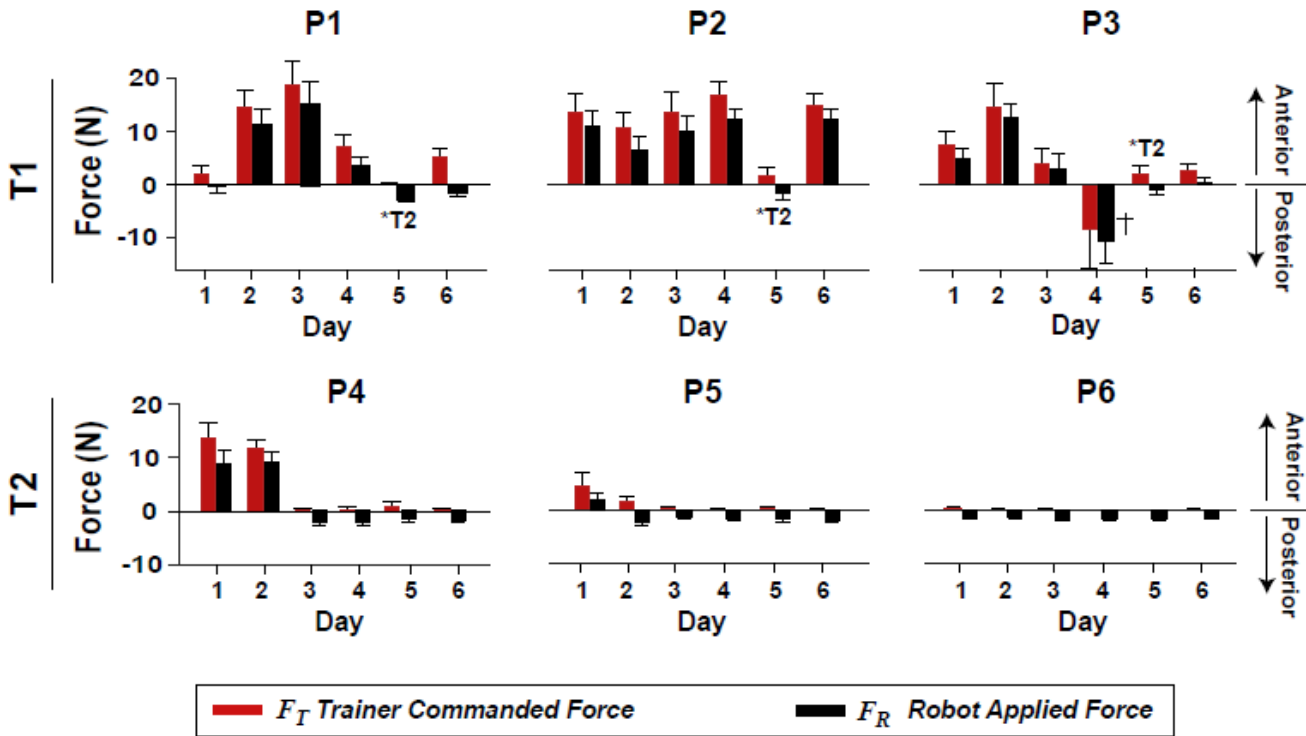 P1 P2 P3
T1
Force (N)
20
10
0
-10
*T2
*T2
*T2
†
Anterior
Posterior
1 2 3 4 5 6
1 2 3 4 5 6
1 2 3 4 5 6
Day Day Day
P4 P5 P6
T2
Force (N)
20
10
0
-10
Anterior
Posterior
1 2 3 4 5 6
1 2 3 4 5 6
1 2 3 4 5 6
Day Day Day
F_T Trainer Commanded Force F_R Robot Applied Force